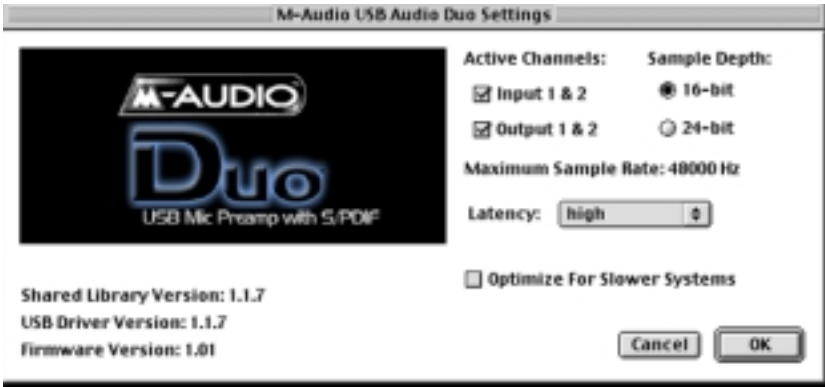 M-Audio USB Audio Duo Settings
M-AUDIO
Duo
USB Mic Preamp with S/PDIF
Active Channels:
Sample Depth:
Input 1 & 2
16-bit
Output 1 & 2
24-bit
Maximum Sample Rate: 48000 Hz
Latency: high
Optimize For Slower Systems
Shared Library Version: 1.1.7
USB Driver Version: 1.1.7
Firmware Version: 1.01
Cancel
OK